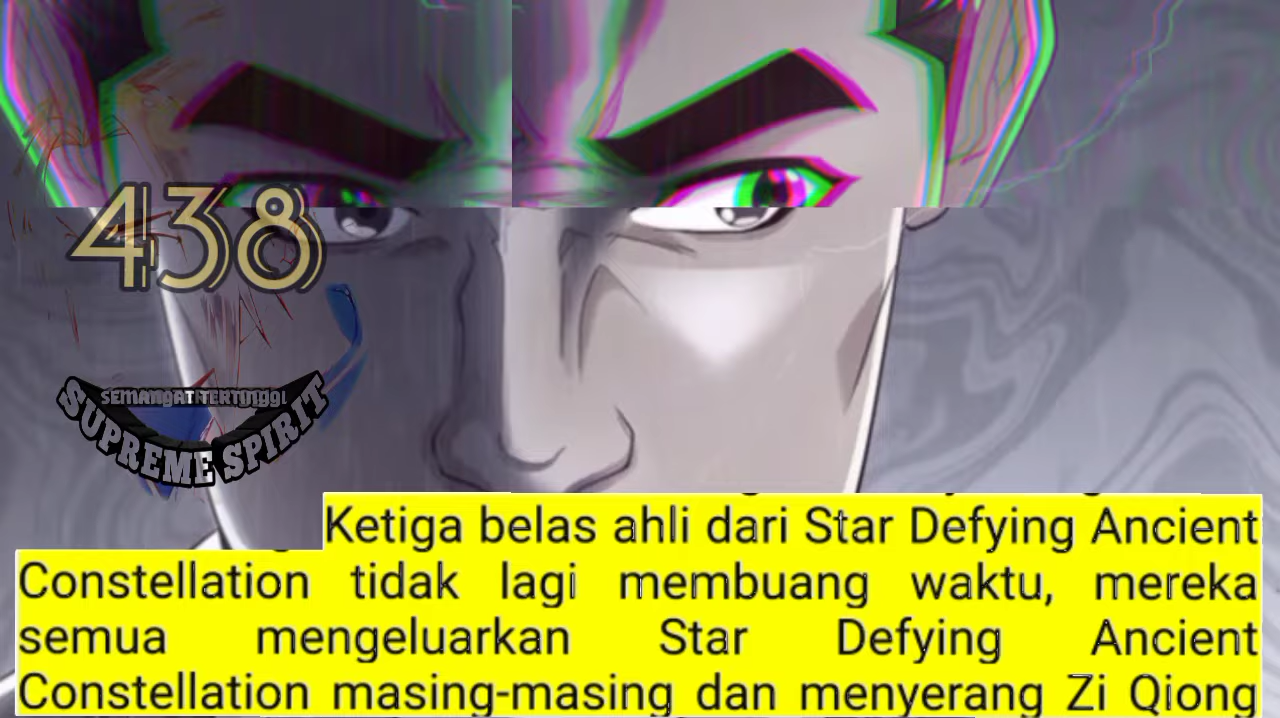 438
SEMANGAT TERTINGGI
SUPREME SPIRIT
Ketiga belas ahli dari Star Defying Ancient
Constellation tidak lagi membuang waktu, mereka
semua mengeluarkan Star Defying Ancient
Constellation masing-masing dan menyerang Zi Qiong